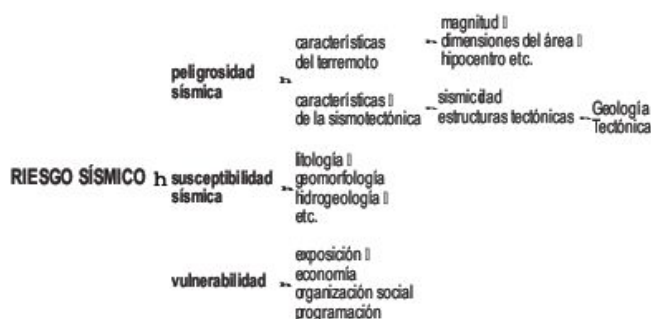 magnitud
características
dimensiones del área
del terremoto
hipocentro etc.
peligrosidad
sísmica
características
sismicidad
de la sismotectónica
estructuras tectónicas
Geología
Tectónica
RIESGO SÍSMICO h
susceptibilidad
sísmica
litología
geomorfología
hidrogeología
etc.
vulnerabilidad
exposición
economía
organización social
programación